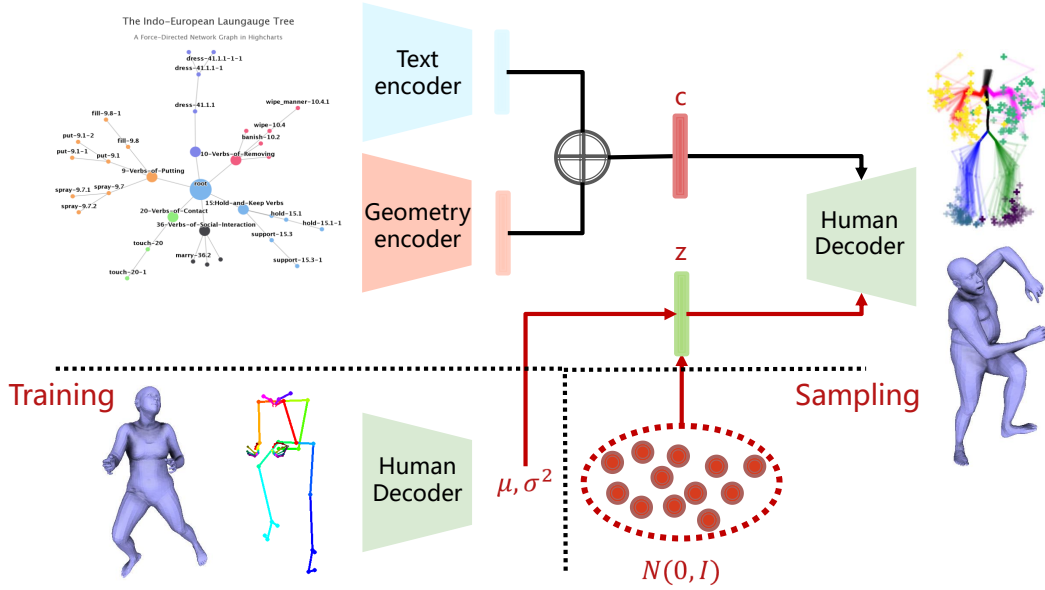 The Indo-European Laungauge Tree
A Force-Directed Network Graph in Highcharts
dress-41.1.1-1-1
dress-41.1.1-1
dress-41.1.1
wipe_manner-10.4.1
fill-9.8-1
wipe-10.4
put-9.1-2
fill-9.8
banish-10.2
put-9.1-1
put-9.1
10-Verbs-of-Removing
9-Verbs-of-Putting
root
spray-9.7.1
spray-9.7
15:Hold-and-Keep Verbs
spray-9.7.2
20-Verbs-of-Contact
hold-15.1
36-Verbs-of-Social-Interaction
hold-15.1-1
touch-20
support-15.3
marry-36.2
support-15.3-1
touch-20-1
Text
encoder
Geometry
encoder
c
z
Human
Decoder
Training
Sampling
Human
Decoder
μ, σ²
N(0, I)